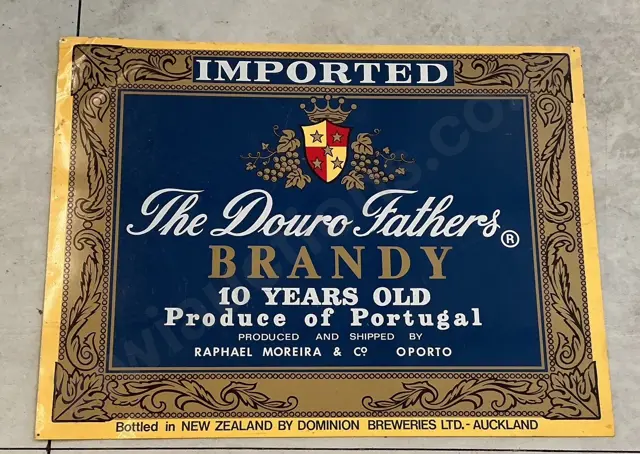 IMPORTED
The Douro Fathers ®
BRANDY
10 YEARS OLD
Produce of Portugal
PRODUCED AND SHIPPED BY
RAPHAEL MOREIRA & Cº OPORTO
Bottled in NEW ZEALAND BY DOMINION BREWERIES LTD.- AUCKLAND